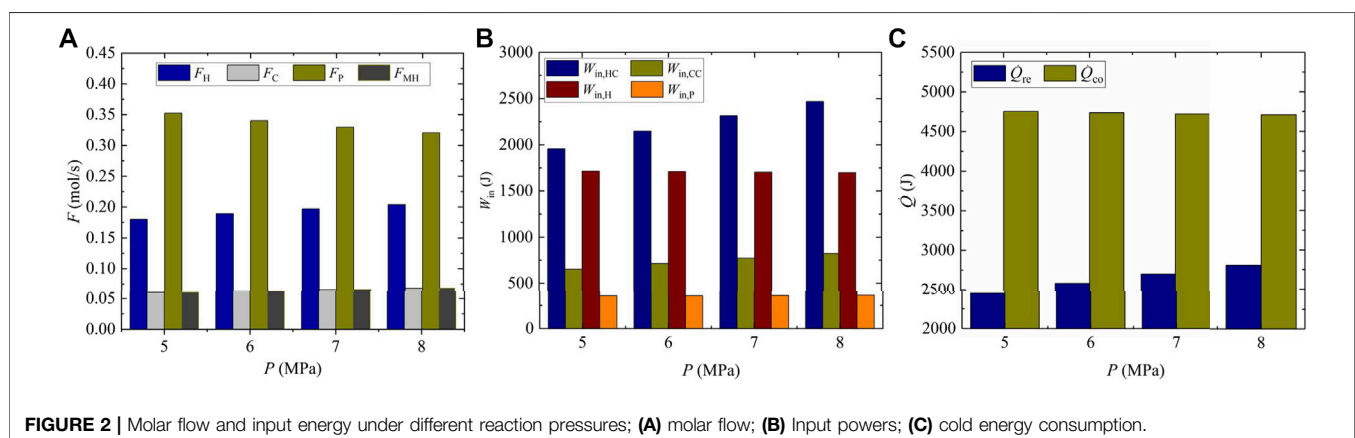 A
0.45
0.40
0.35
0.30
0.25
0.20
0.15
0.10
0.05
0.00
F (mol/s)
F_H F_C F_P F_MH
5 6 7 8
P (MPa)
B
3000
2500
2000
1500
1000
500
0
W_in (J)
W_in,HC W_in,CC
W_in,H W_in,P
5 6 7 8
P (MPa)
C
5500
5000
4500
4000
3500
3000
2500
2000
Q̇ (J)
Q̇_re Q̇_co
5 6 7 8
P (MPa)
FIGURE 2 | Molar flow and input energy under different reaction pressures; (A) molar flow; (B) Input powers; (C) cold energy consumption.